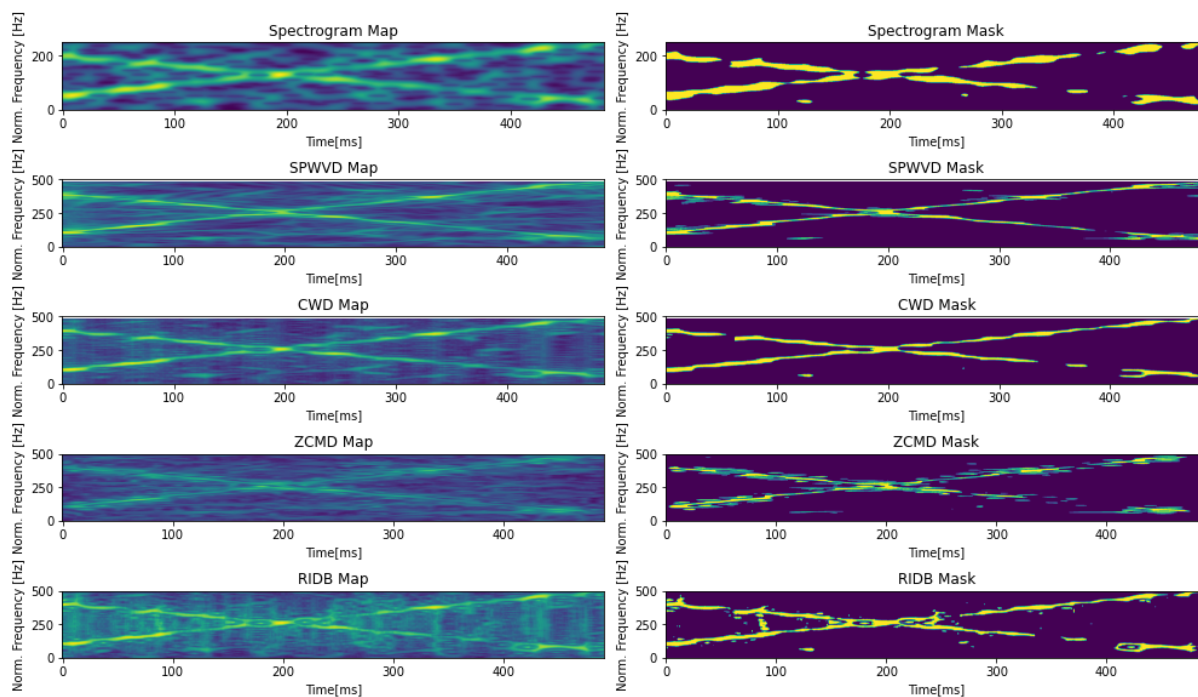 Spectrogram Map
Norm. Frequency [Hz]
200
0
0 100 200 300 400
Time[ms]
Spectrogram Mask
Norm. Frequency [Hz]
200
0
0 100 200 300 400
Time[ms]
SPWVD Map
Norm. Frequency [Hz]
500
250
0
0 100 200 300 400
Time[ms]
SPWVD Mask
Norm. Frequency [Hz]
500
250
0
0 100 200 300 400
Time[ms]
CWD Map
Norm. Frequency [Hz]
500
250
0
0 100 200 300 400
Time[ms]
CWD Mask
Norm. Frequency [Hz]
500
250
0
0 100 200 300 400
Time[ms]
ZCMD Map
Norm. Frequency [Hz]
500
250
0
0 100 200 300 400
Time[ms]
ZCMD Mask
Norm. Frequency [Hz]
500
250
0
0 100 200 300 400
Time[ms]
RIDB Map
Norm. Frequency [Hz]
500
250
0
0 100 200 300 400
Time[ms]
RIDB Mask
Norm. Frequency [Hz]
500
250
0
0 100 200 300 400
Time[ms]